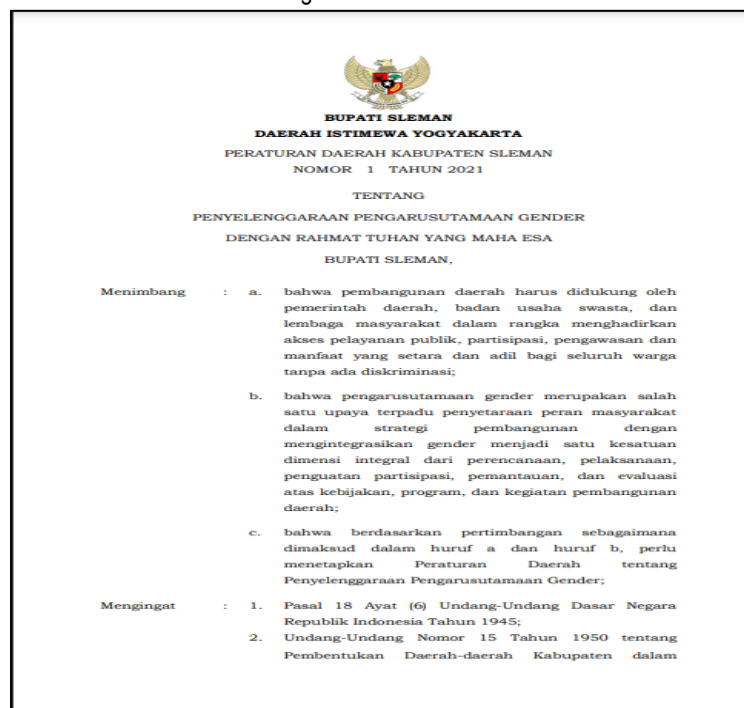 BUPATI SLEMAN
DAERAH ISTIMEWA YOGYAKARTA
PERATURAN DAERAH KABUPATEN SLEMAN
NOMOR 1 TAHUN 2021
TENTANG
PENYELENGGARAAN PENGARUSUTAMAAN GENDER
DENGAN RAHMAT TUHAN YANG MAHA ESA
BUPATI SLEMAN,
Menimbang : a. bahwa pembangunan daerah harus didukung oleh
pemerintah daerah, badan usaha swasta, dan
lembaga masyarakat dalam rangka menghadirkan
akses pelayanan publik, partisipasi, pengawasan dan
manfaat yang setara dan adil bagi seluruh warga
tanpa ada diskriminasi;
b. bahwa pengarusutamaan gender merupakan salah
satu upaya terpadu penyetaraan peran masyarakat
dalam strategi pembangunan dengan
mengintegrasikan gender menjadi satu kesatuan
dimensi integral dari perencanaan, pelaksanaan,
penguatan partisipasi, pemantauan, dan evaluasi
atas kebijakan, program, dan kegiatan pembangunan
daerah;
c. bahwa berdasarkan pertimbangan sebagaimana
dimaksud dalam huruf a dan huruf b, perlu
menetapkan Peraturan Daerah tentang
Penyelenggaraan Pengarusutamaan Gender;
Mengingat : 1. Pasal 18 Ayat (6) Undang-Undang Dasar Negara
Republik Indonesia Tahun 1945;
2. Undang-Undang Nomor 15 Tahun 1950 tentang
Pembentukan Daerah-daerah Kabupaten dalam